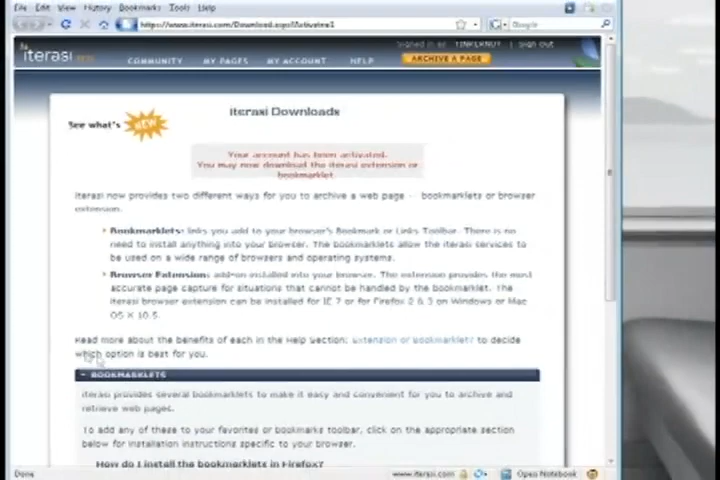 File Edit View History Bookmarks Tools Help
https://www.iterasi.com/Download.aspx?Activate=1
Google
Signed in as TINKERNUT | Sign Out
iterasi
COMMUNITY MY PAGES MY ACCOUNT HELP ARCHIVE A PAGE
iterasi Downloads
See what's NEW
Your account has been activated.
You may now download the iterasi extension or
bookmarklet
iterasi now provides two different ways for you to archive a web page -- bookmarklets or browser
extension.
Bookmarklets: links you add to your browser's Bookmark or Links Toolbar. There is no
need to install anything into your browser. The bookmarklets allow the iterasi services to
be used on a wide range of browsers and operating systems.
Browser Extension: add-on installed into your browser. The extension provides the most
accurate page capture for situations that cannot be handled by the bookmarklet. The
iterasi browser extension can be installed for IE 7 or for Firefox 2 & 3 on Windows or Mac
OS X 10.5.
Read more about the benefits of each in the Help Section: Extension or Bookmarklet? to decide
which option is best for you.
- BOOKMARKLETS
iterasi provides several bookmarklets to make it easy and convenient for you to archive and
retrieve web pages.
To add any of these to your favorites or bookmarks toolbar, click on the appropriate section
below for installation instructions specific to your browser.
How do I install the bookmarklets in Firefox?
Done www.iterasi.com Open Notebook